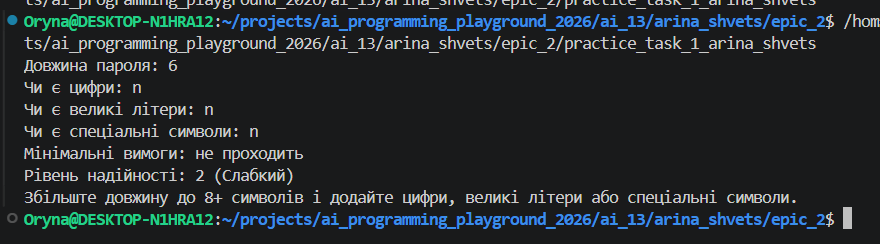 ts/ai_programming_playground_2026/ai_13/arina_shvets/epic_2/practice_task_1_arina_shvets
Oryna@DESKTOP-N1HRA12:~/projects/ai_programming_playground_2026/ai_13/arina_shvets/epic_2$ /hom
ts/ai_programming_playground_2026/ai_13/arina_shvets/epic_2/practice_task_1_arina_shvets
Довжина пароля: 6
Чи є цифри: n
Чи є великі літери: n
Чи є спеціальні символи: n
Мінімальні вимоги: не проходить
Рівень надійності: 2 (Слабкий)
Збільште довжину до 8+ символів і додайте цифри, великі літери або спеціальні символи.
Oryna@DESKTOP-N1HRA12:~/projects/ai_programming_playground_2026/ai_13/arina_shvets/epic_2$